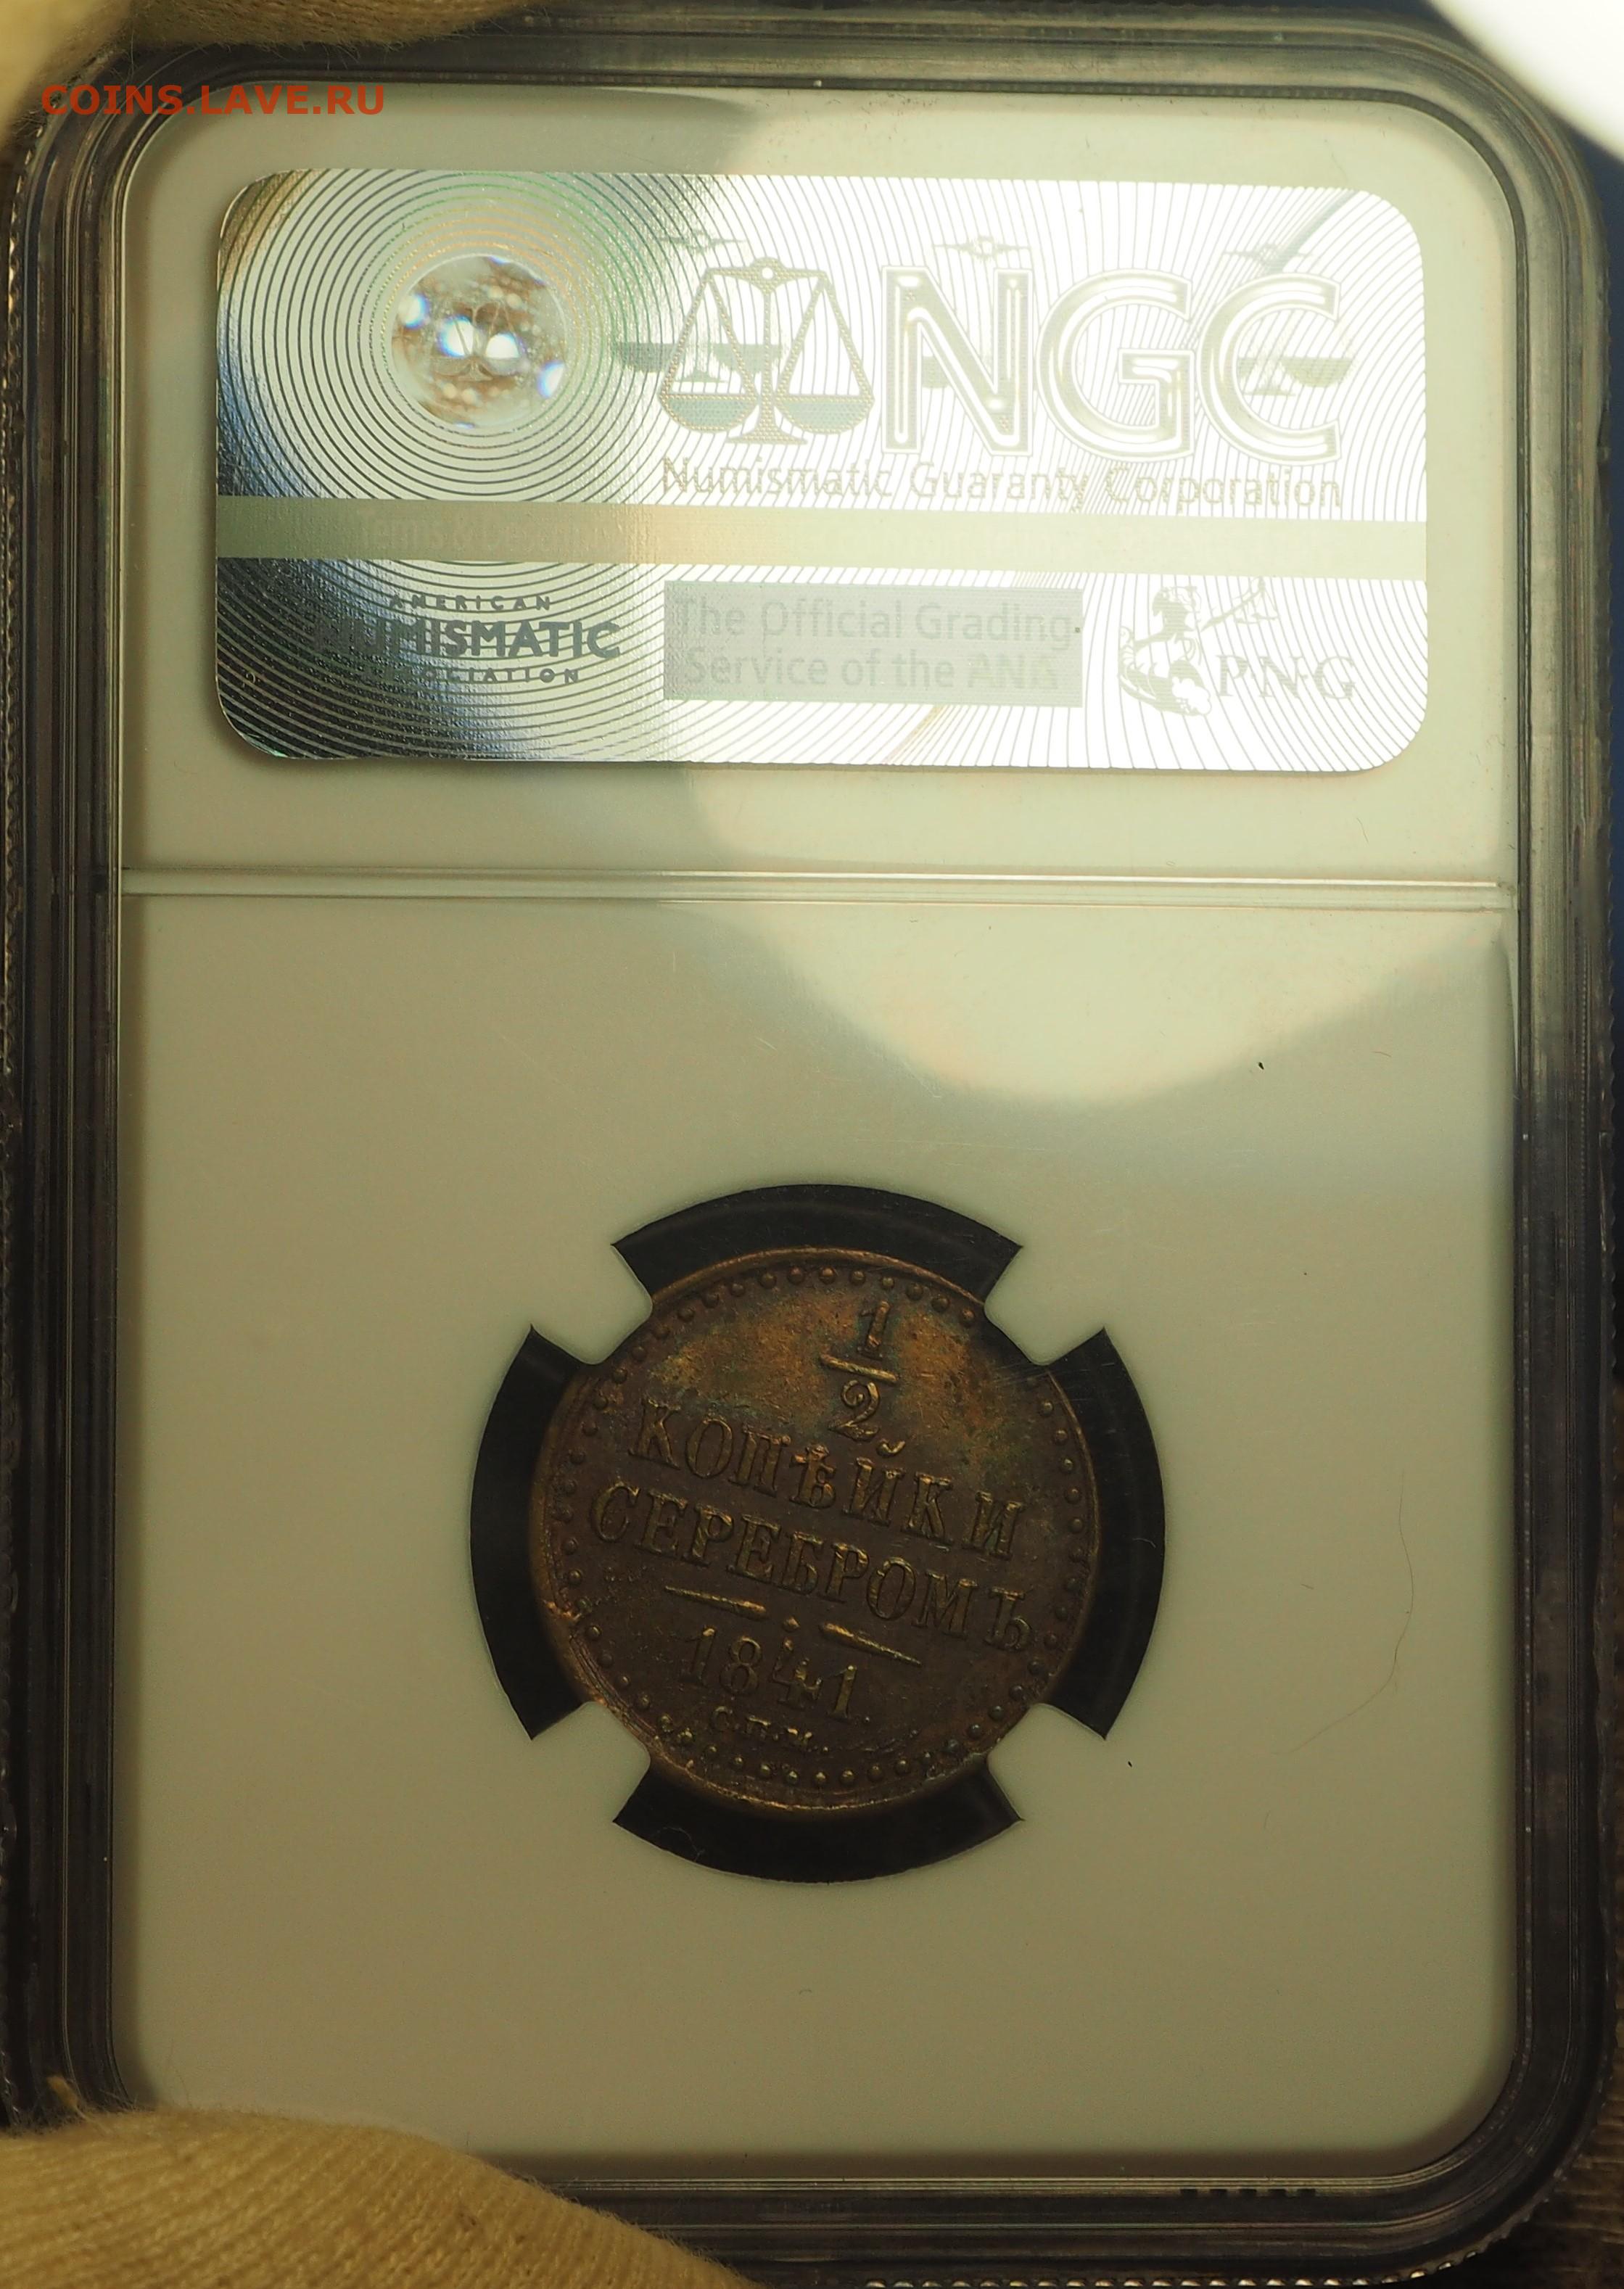 COINS.LAVE.RU
NGC
Numismatic Guaranty Corporation
Terms &
AMERICAN
NUMISMATIC
ASSOCIATION
The Official Grading
Service of the ANA
P·N·G
1
2
КОПѢЙКИ
СЕРЕБРОМЪ
1841.
С.П.М.